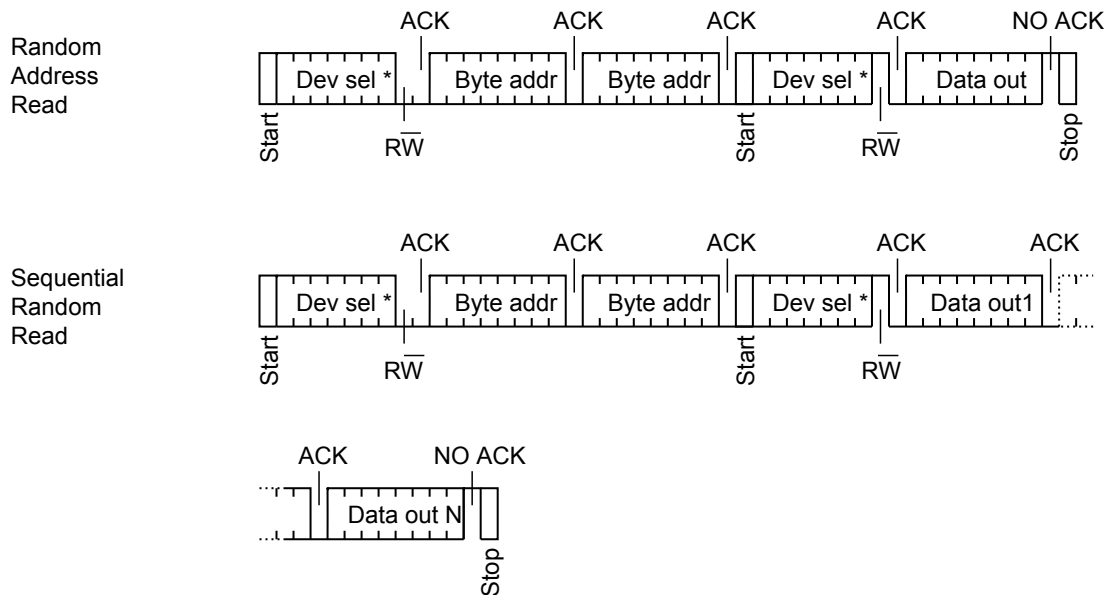 ACK ACK ACK ACK NO ACK
Random
Address
Read
Dev sel * Byte addr Byte addr Dev sel * Data out
Start RW Start RW Stop
ACK ACK ACK ACK ACK
Sequential
Random
Read
Dev sel * Byte addr Byte addr Dev sel * Data out1
Start RW Start RW
ACK NO ACK
Data out N
Stop